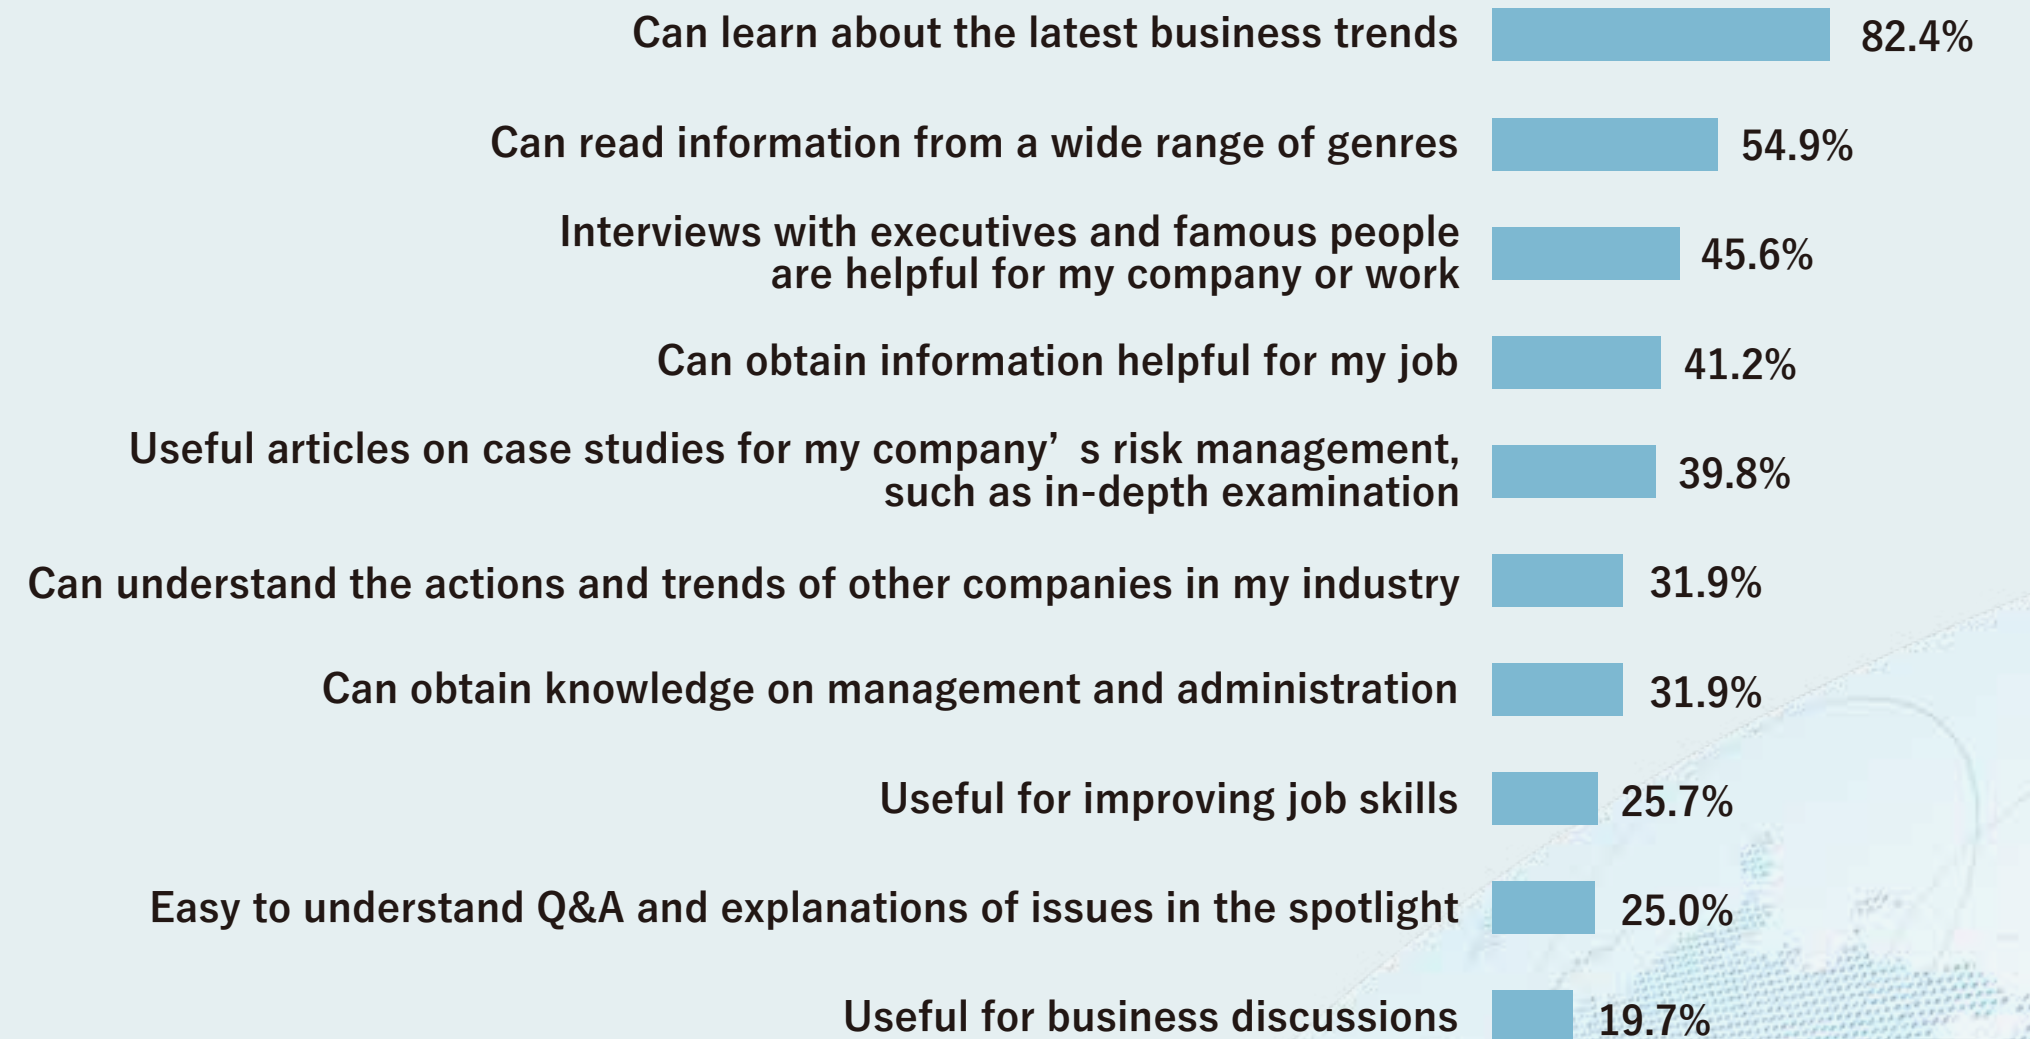 Can learn about the latest business trends 82.4%
Can read information from a wide range of genres 54.9%
Interviews with executives and famous people
are helpful for my company or work 45.6%
Can obtain information helpful for my job 41.2%
Useful articles on case studies for my company’ s risk management,
such as in-depth examination 39.8%
Can understand the actions and trends of other companies in my industry 31.9%
Can obtain knowledge on management and administration 31.9%
Useful for improving job skills 25.7%
Easy to understand Q&A and explanations of issues in the spotlight 25.0%
Useful for business discussions 19.7%